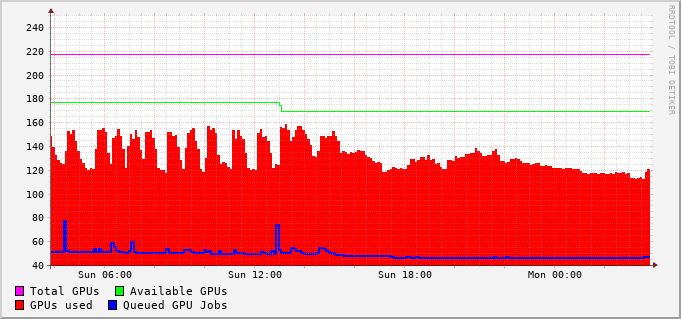 RRDTOOL / TOBI OETIKER
240
220
200
180
160
140
120
100
80
60
40
Sun 06:00 Sun 12:00 Sun 18:00 Mon 00:00
Total GPUs Available GPUs
GPUs used Queued GPU Jobs